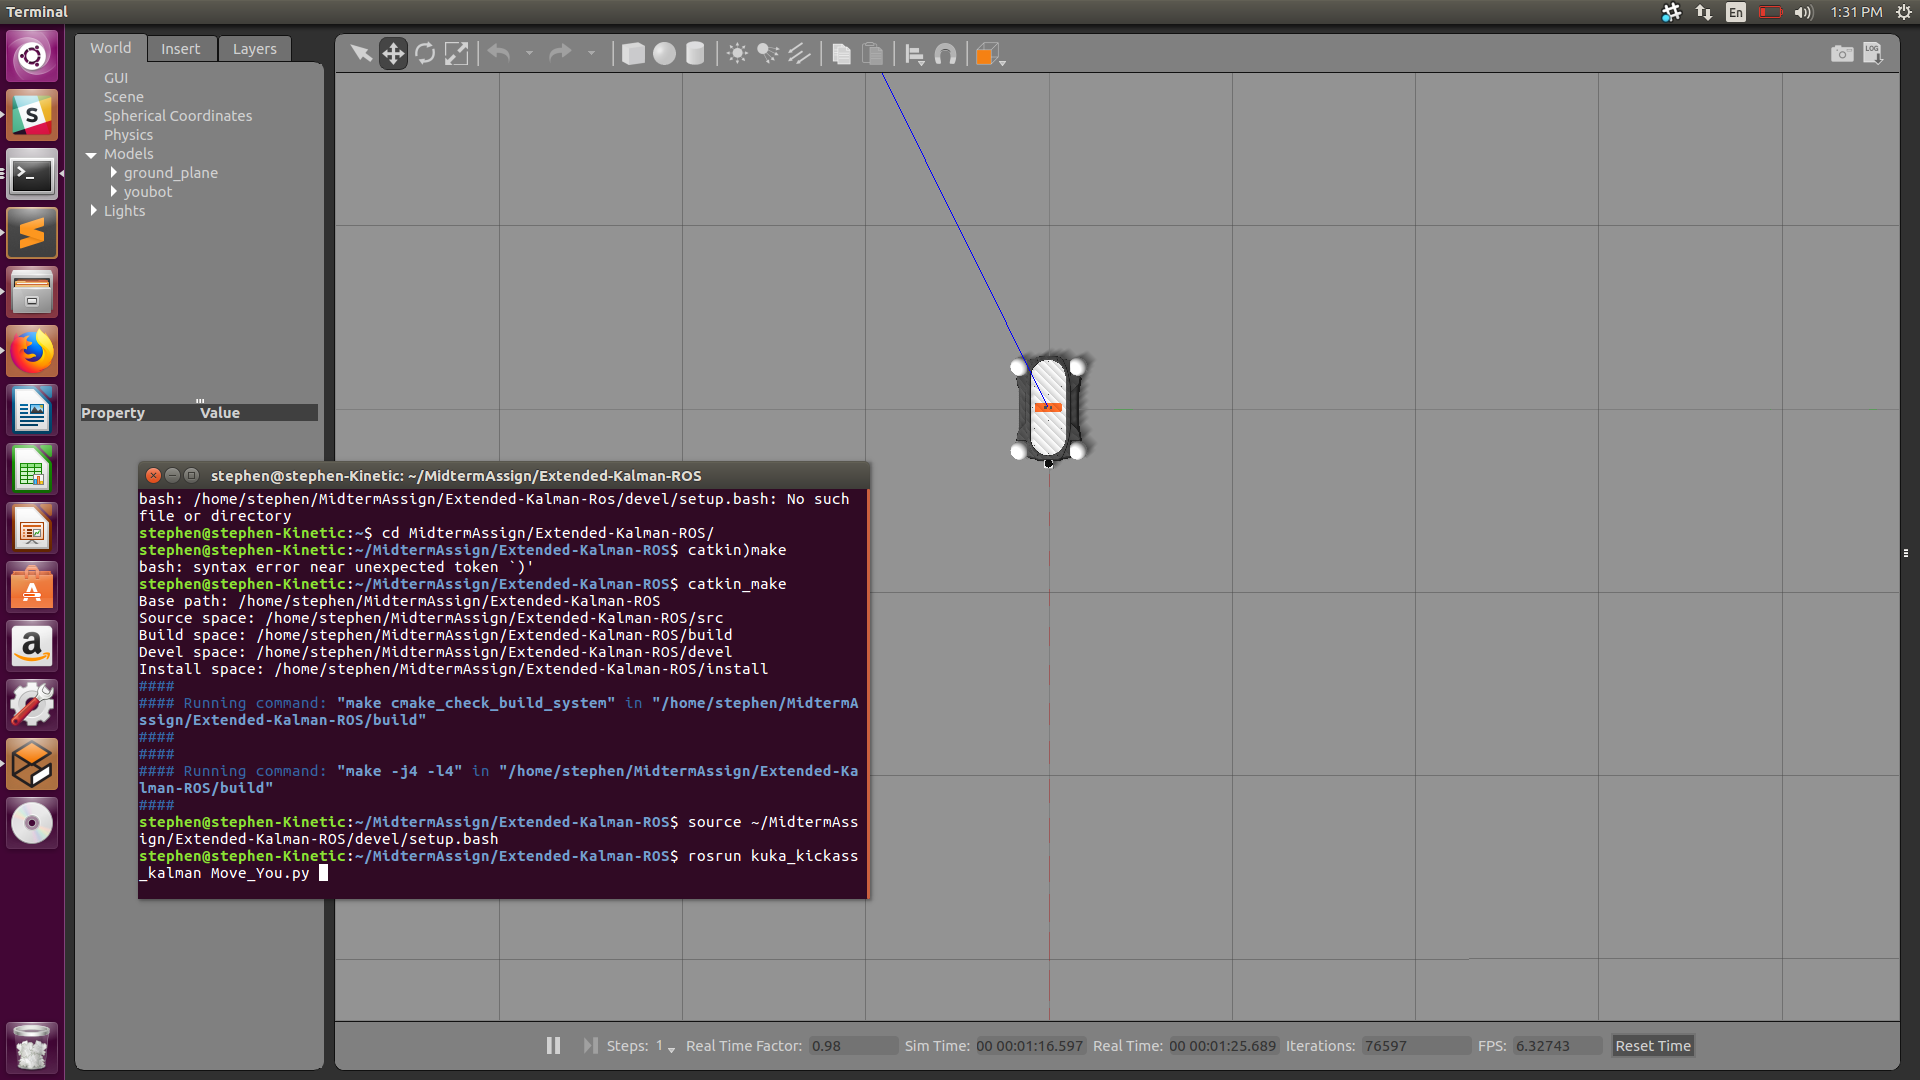 Terminal
En
1:31 PM
World
Insert
Layers
LOG
GUI
Scene
Spherical Coordinates
Physics
Models
ground_plane
youbot
Lights
Property Value
stephen@stephen-Kinetic: ~/MidtermAssign/Extended-Kalman-ROS
bash: /home/stephen/MidtermAssign/Extended-Kalman-Ros/devel/setup.bash: No such
file or directory
stephen@stephen-Kinetic:~$ cd MidtermAssign/Extended-Kalman-ROS/
stephen@stephen-Kinetic:~/MidtermAssign/Extended-Kalman-ROS$ catkin)make
bash: syntax error near unexpected token `)'
stephen@stephen-Kinetic:~/MidtermAssign/Extended-Kalman-ROS$ catkin_make
Base path: /home/stephen/MidtermAssign/Extended-Kalman-ROS
Source space: /home/stephen/MidtermAssign/Extended-Kalman-ROS/src
Build space: /home/stephen/MidtermAssign/Extended-Kalman-ROS/build
Devel space: /home/stephen/MidtermAssign/Extended-Kalman-ROS/devel
Install space: /home/stephen/MidtermAssign/Extended-Kalman-ROS/install
####
#### Running command: "make cmake_check_build_system" in "/home/stephen/MidtermA
ssign/Extended-Kalman-ROS/build"
####
####
#### Running command: "make -j4 -l4" in "/home/stephen/MidtermAssign/Extended-Ka
lman-ROS/build"
####
stephen@stephen-Kinetic:~/MidtermAssign/Extended-Kalman-ROS$ source ~/MidtermAss
ign/Extended-Kalman-ROS/devel/setup.bash
stephen@stephen-Kinetic:~/MidtermAssign/Extended-Kalman-ROS$ rosrun kuka_kickass
_kalman Move_You.py
Steps: 1 Real Time Factor: 0.98 Sim Time: 00 00:01:16.597 Real Time: 00 00:01:25.689 Iterations: 76597 FPS: 6.32743 Reset Time